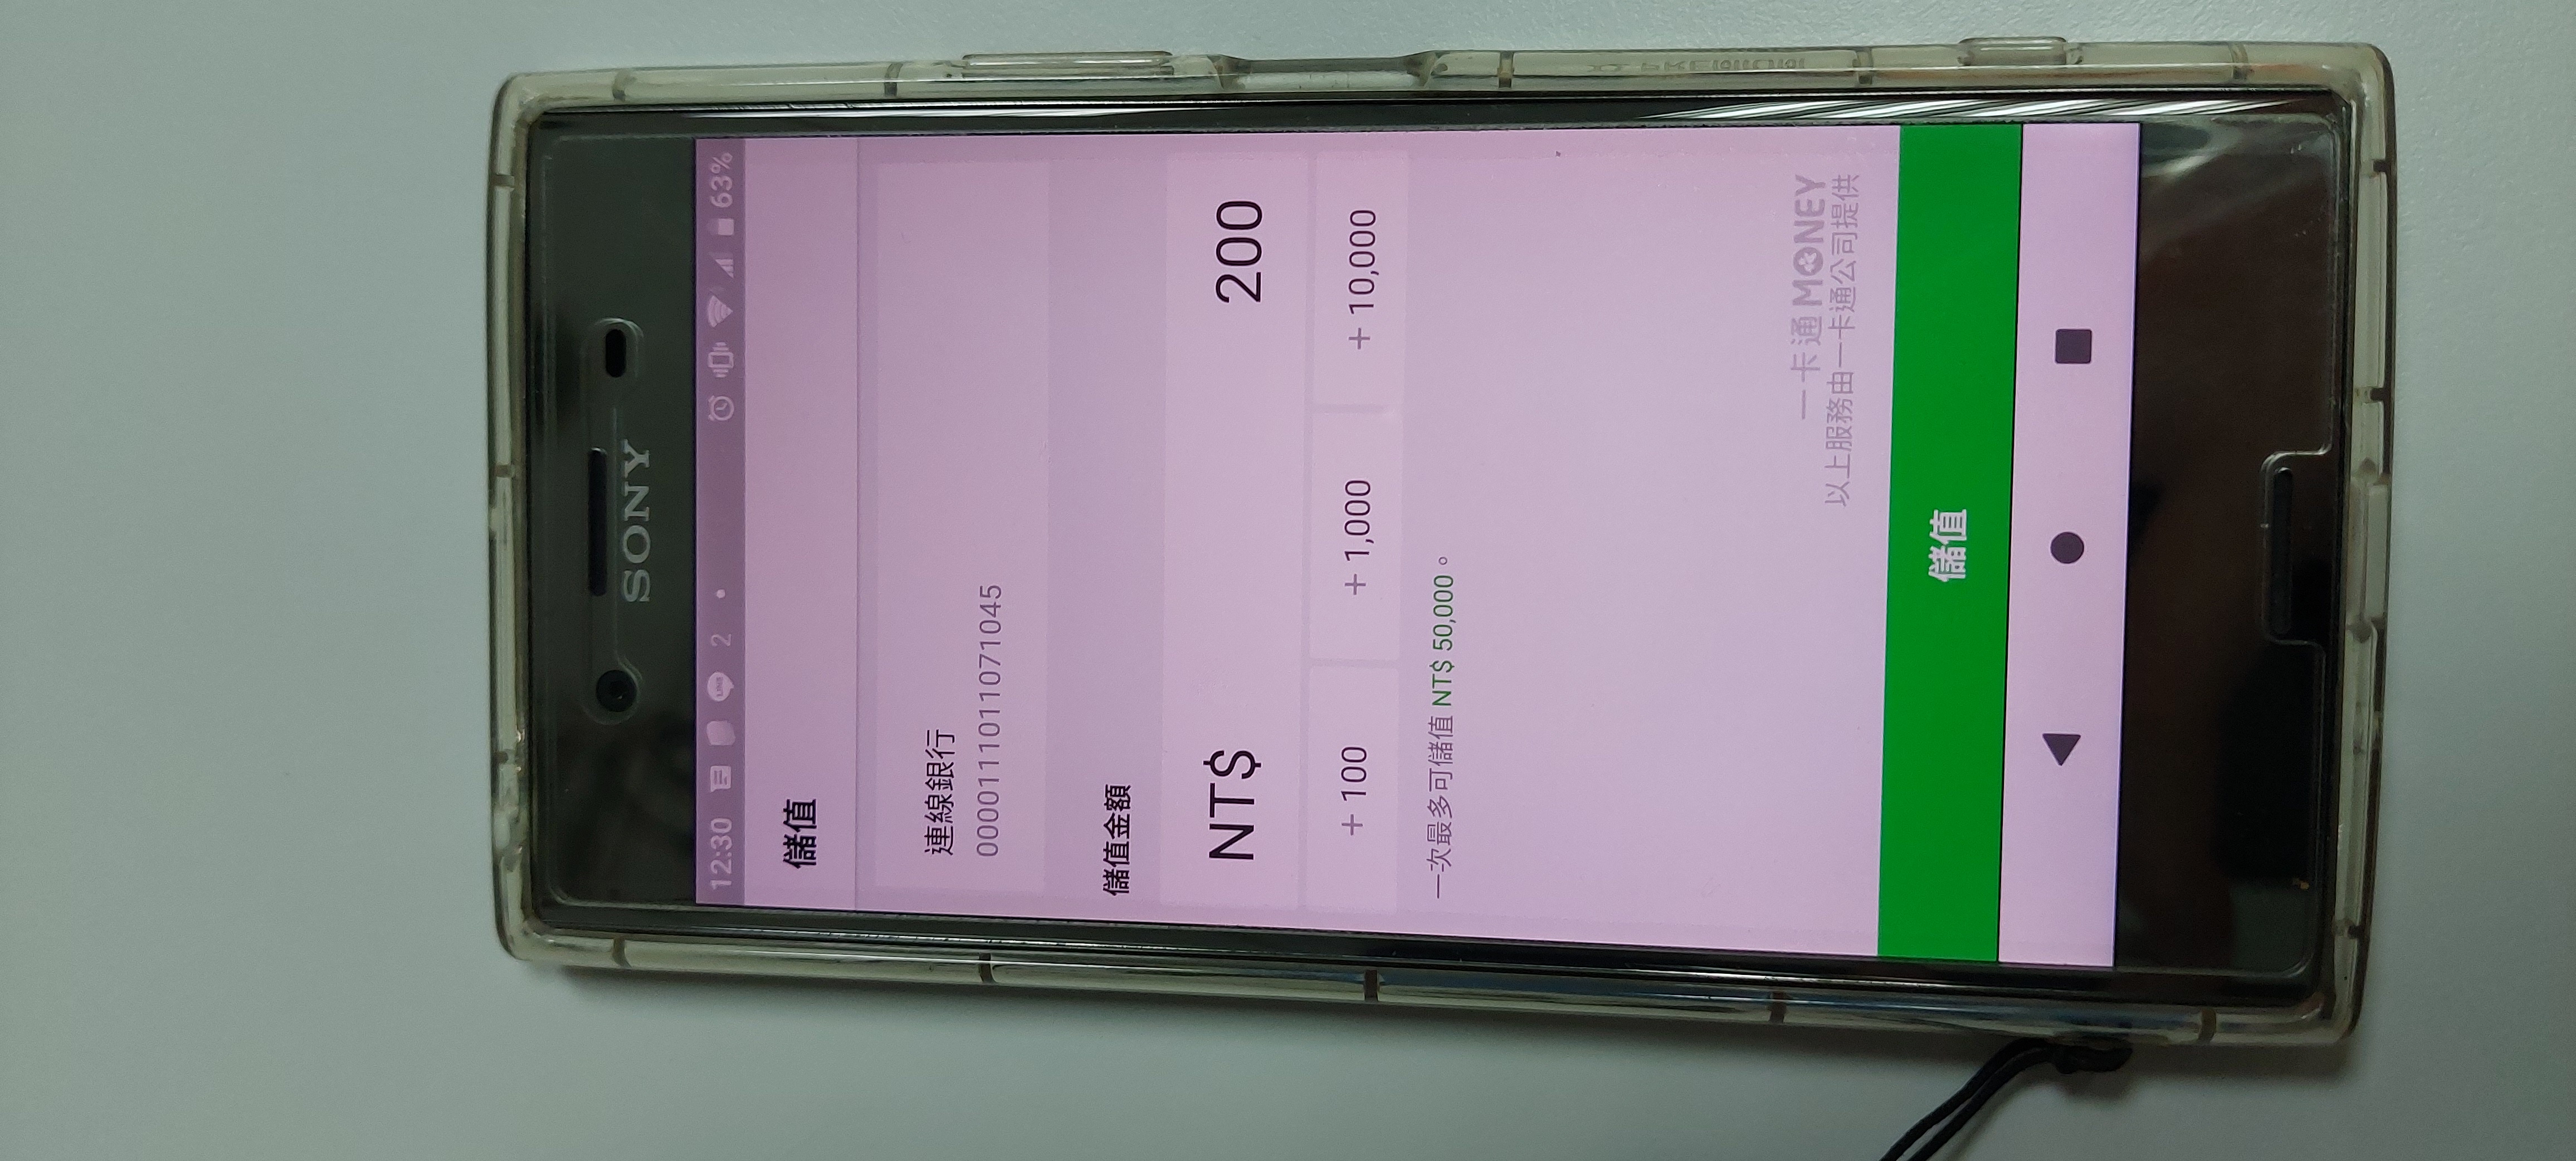 SONY
12:30 LINE 2 63%
儲值
連線銀行
0000111011071045
儲值金額
NT$ 200
+ 100 + 1,000 + 10,000
一次最多可儲值 NT$ 50,000。
一卡通 MONEY
以上服務由一卡通公司提供
儲值